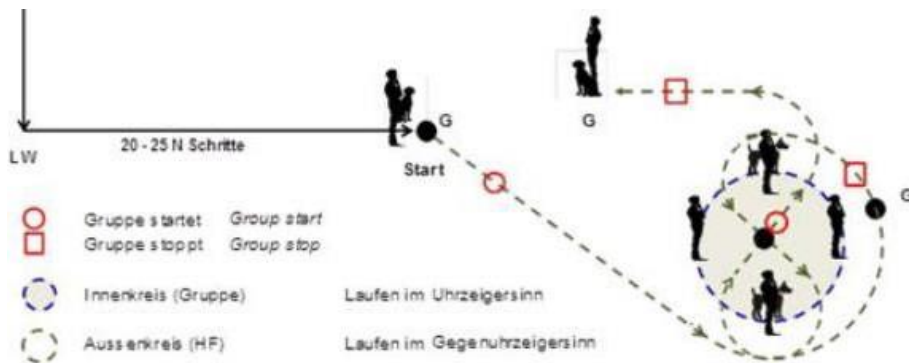 G
G
LW
20 - 25 N Schritte
Start
G
Gruppe startet Group start
Gruppe stoppt Group stop
Innenkreis (Gruppe) Laufen im Uhrzeigersinn
Aussenkreis (HF) Laufen im Gegenuhrzeigersinn